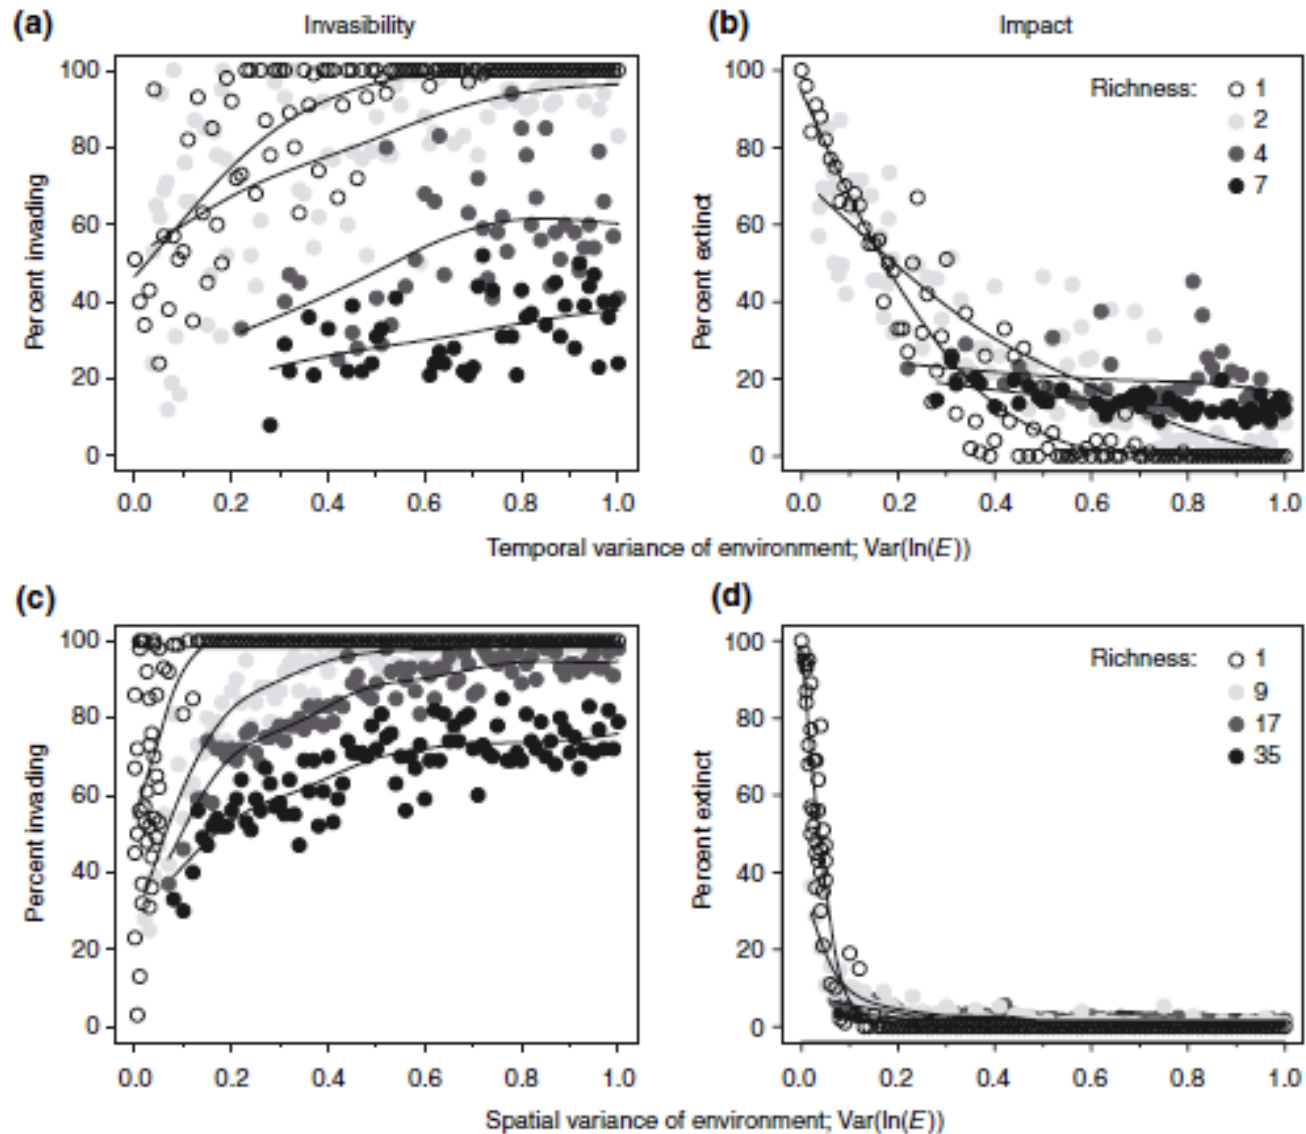 (a) Invasibility (b) Impact
Percent invading
100
80
60
40
20
0
0.0 0.2 0.4 0.6 0.8 1.0
Percent extinct
100
80
60
40
20
0
Richness: 1
2
4
7
0.0 0.2 0.4 0.6 0.8 1.0
Temporal variance of environment; Var(ln(E))
(c) (d)
Percent invading
100
80
60
40
20
0
0.0 0.2 0.4 0.6 0.8 1.0
Percent extinct
100
80
60
40
20
0
Richness: 1
9
17
35
0.0 0.2 0.4 0.6 0.8 1.0
Spatial variance of environment; Var(ln(E))